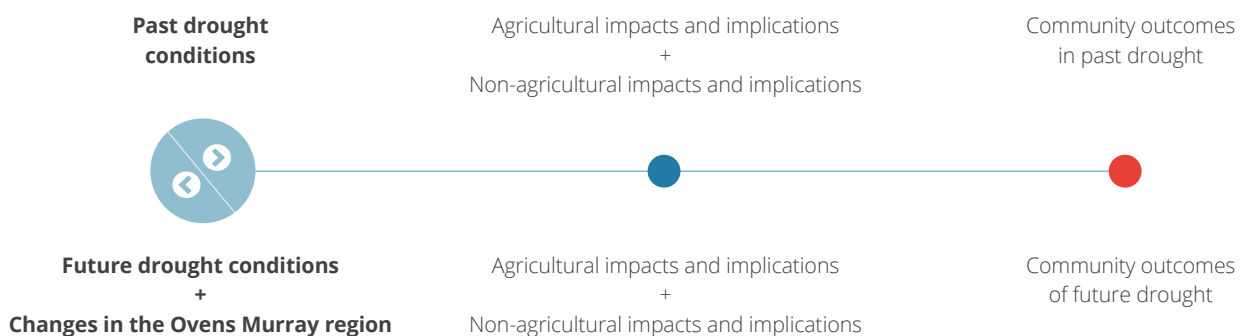 Past drought
conditions
Agricultural impacts and implications
+
Non-agricultural impacts and implications
Community outcomes
in past drought
Future drought conditions
+
Changes in the Ovens Murray region
Agricultural impacts and implications
+
Non-agricultural impacts and implications
Community outcomes
of future drought